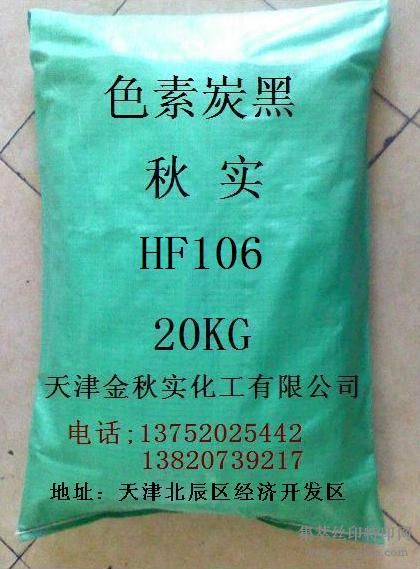 色素炭黑
秋 实
HF106
20KG
天津金秋实化工有限公司
电话;13752025442
13820739217
地址：天津北辰区经济开发区